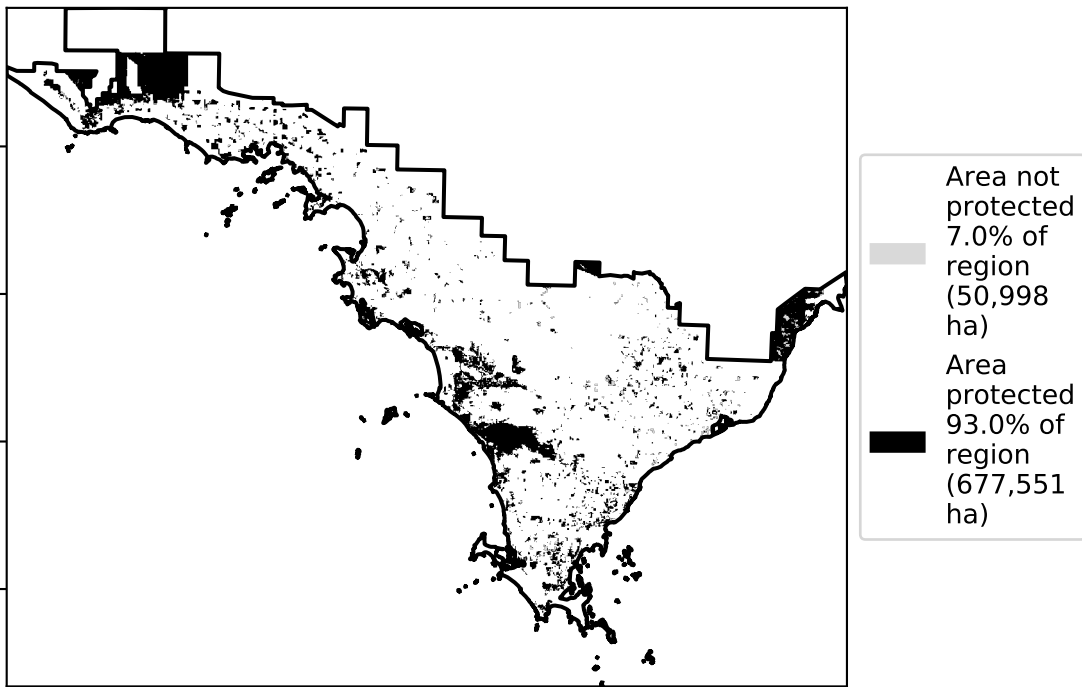 Area not
protected
7.0% of
region
(50,998
ha)
Area
protected
93.0% of
region
(677,551
ha)